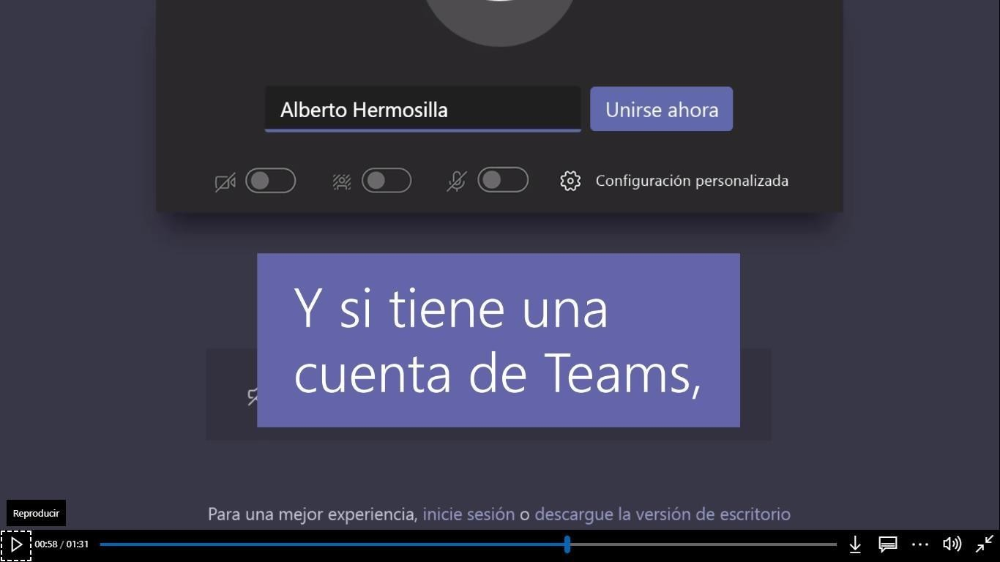 Alberto Hermosilla
Unirse ahora
Configuración personalizada
Y si tiene una
cuenta de Teams,
Para una mejor experiencia, inicie sesión o descargue la versión de escritorio
Reproducir
00:58 / 01:31